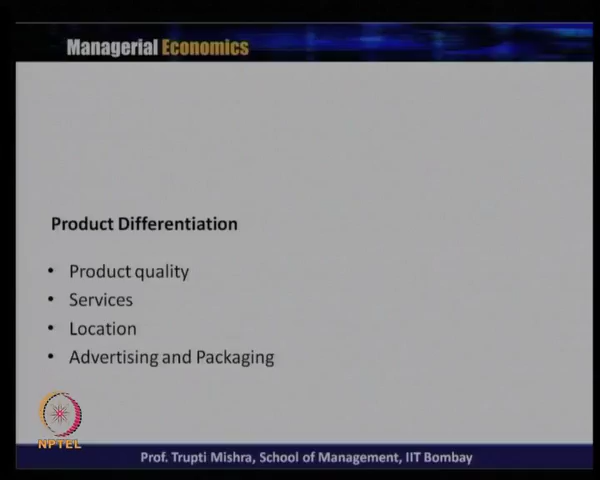 Managerial Economics
Product Differentiation
• Product quality
• Services
• Location
• Advertising and Packaging
NPTEL
Prof. Trupti Mishra, School of Management, IIT Bombay